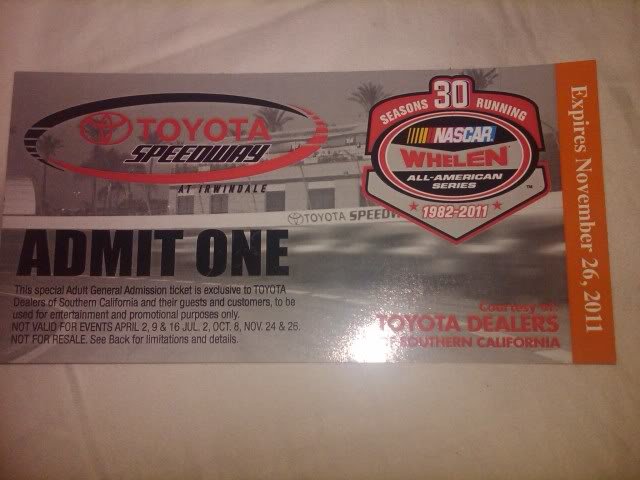 TOYOTA
SPEEDWAY
AT IRWINDALE
SEASONS 30 RUNNING
NASCAR
WHELEN
ALL-AMERICAN
SERIES
TM
1982-2011
TOYOTA SPEEDW
ADMIT ONE
This special Adult General Admission ticket is exclusive to TOYOTA
Dealers of Southern California and their guests and customers, to be
used for entertainment and promotional purposes only.
NOT VALID FOR EVENTS APRIL 2, 9 & 16 JUL. 2, OCT. 8, NOV. 24 & 26.
NOT FOR RESALE. See Back for limitations and details.
Courtesy of:
TOYOTA DEALERS
OF SOUTHERN CALIFORNIA
Expires November 26, 2011